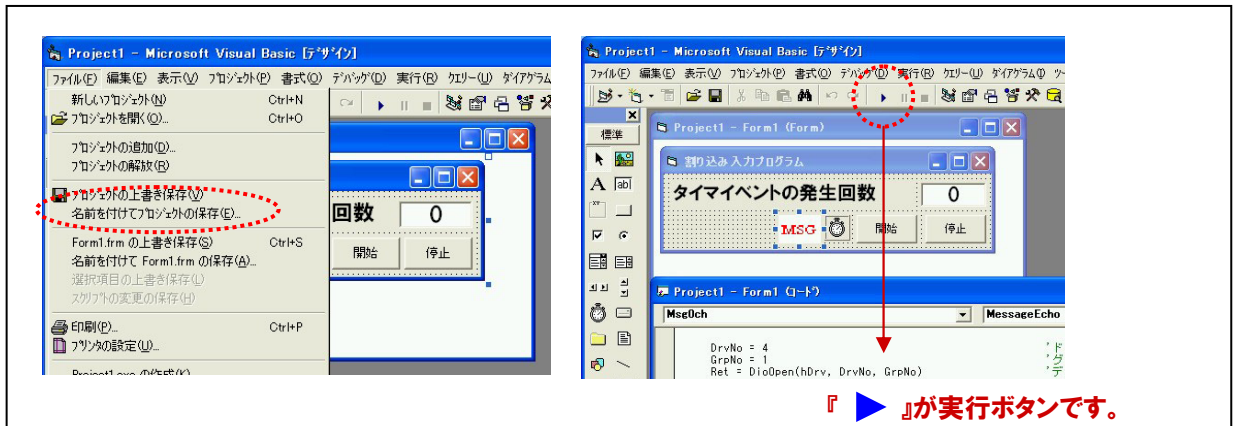 Project1 - Microsoft Visual Basic [ﾃﾞｻﾞｲﾝ]
ﾌｧｲﾙ(F) 編集(E) 表示(V) ﾌﾟﾛｼﾞｪｸﾄ(P) 書式(O) ﾃﾞﾊﾞｯｸﾞ(D) 実行(R) ｸｴﾘｰ(U) ﾀﾞｲｱｸﾞﾗﾑ
新しいﾌﾟﾛｼﾞｪｸﾄ(N) Ctrl+N
ﾌﾟﾛｼﾞｪｸﾄを開く(O)... Ctrl+O
ﾌﾟﾛｼﾞｪｸﾄの追加(D)...
ﾌﾟﾛｼﾞｪｸﾄの解放(R)
ﾌﾟﾛｼﾞｪｸﾄの上書き保存(V)
名前を付けてﾌﾟﾛｼﾞｪｸﾄの保存(E)...
Form1.frm の上書き保存(S) Ctrl+S
名前を付けて Form1.frm の保存(A)...
選択項目の上書き保存(L)
ｽｸﾘﾌﾟﾄの変更の保存(H)
印刷(P)... Ctrl+P
ﾌﾟﾘﾝﾀの設定(U)...
Project1.exe の作成(K)
回数 0
開始 停止
Project1 - Microsoft Visual Basic [ﾃﾞｻﾞｲﾝ]
ﾌｧｲﾙ(F) 編集(E) 表示(V) ﾌﾟﾛｼﾞｪｸﾄ(P) 書式(O) ﾃﾞﾊﾞｯｸﾞ(D) 実行(R) ｸｴﾘｰ(U) ﾀﾞｲｱｸﾞﾗﾑ(I) ﾂｰ
標準
Project1 - Form1 (Form)
割り込み入力プログラム
タイマイベントの発生回数 0
MSG 開始 停止
Project1 - Form1 (ｺｰﾄﾞ)
Msg0ch MessageEcho
DrvNo = 4 'ド
GrpNo = 1 'グ
Ret = DioOpen(hDrv, DrvNo, GrpNo) 'デ
『 ▶ 』が実行ボタンです。